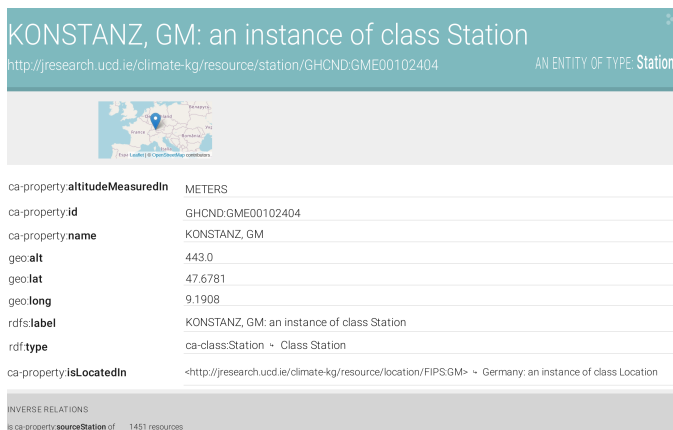 KONSTANZ, GM: an instance of class Station
http://jresearch.ucd.ie/climate-kg/resource/station/GHCND:GME00102404
AN ENTITY OF TYPE: Station
Беларусь
France
România
Leaflet | © OpenStreetMap contributors
ca-property:altitudeMeasuredIn METERS
ca-property:id GHCND:GME00102404
ca-property:name KONSTANZ, GM
geo:alt 443.0
geo:lat 47.6781
geo:long 9.1908
rdfs:label KONSTANZ, GM: an instance of class Station
rdf:type ca-class:Station ⤷ Class Station
ca-property:isLocatedIn <http://jresearch.ucd.ie/climate-kg/resource/location/FIPS:GM> ⤷ Germany: an instance of class Location
INVERSE RELATIONS
is ca-property:sourceStation of 1451 resources